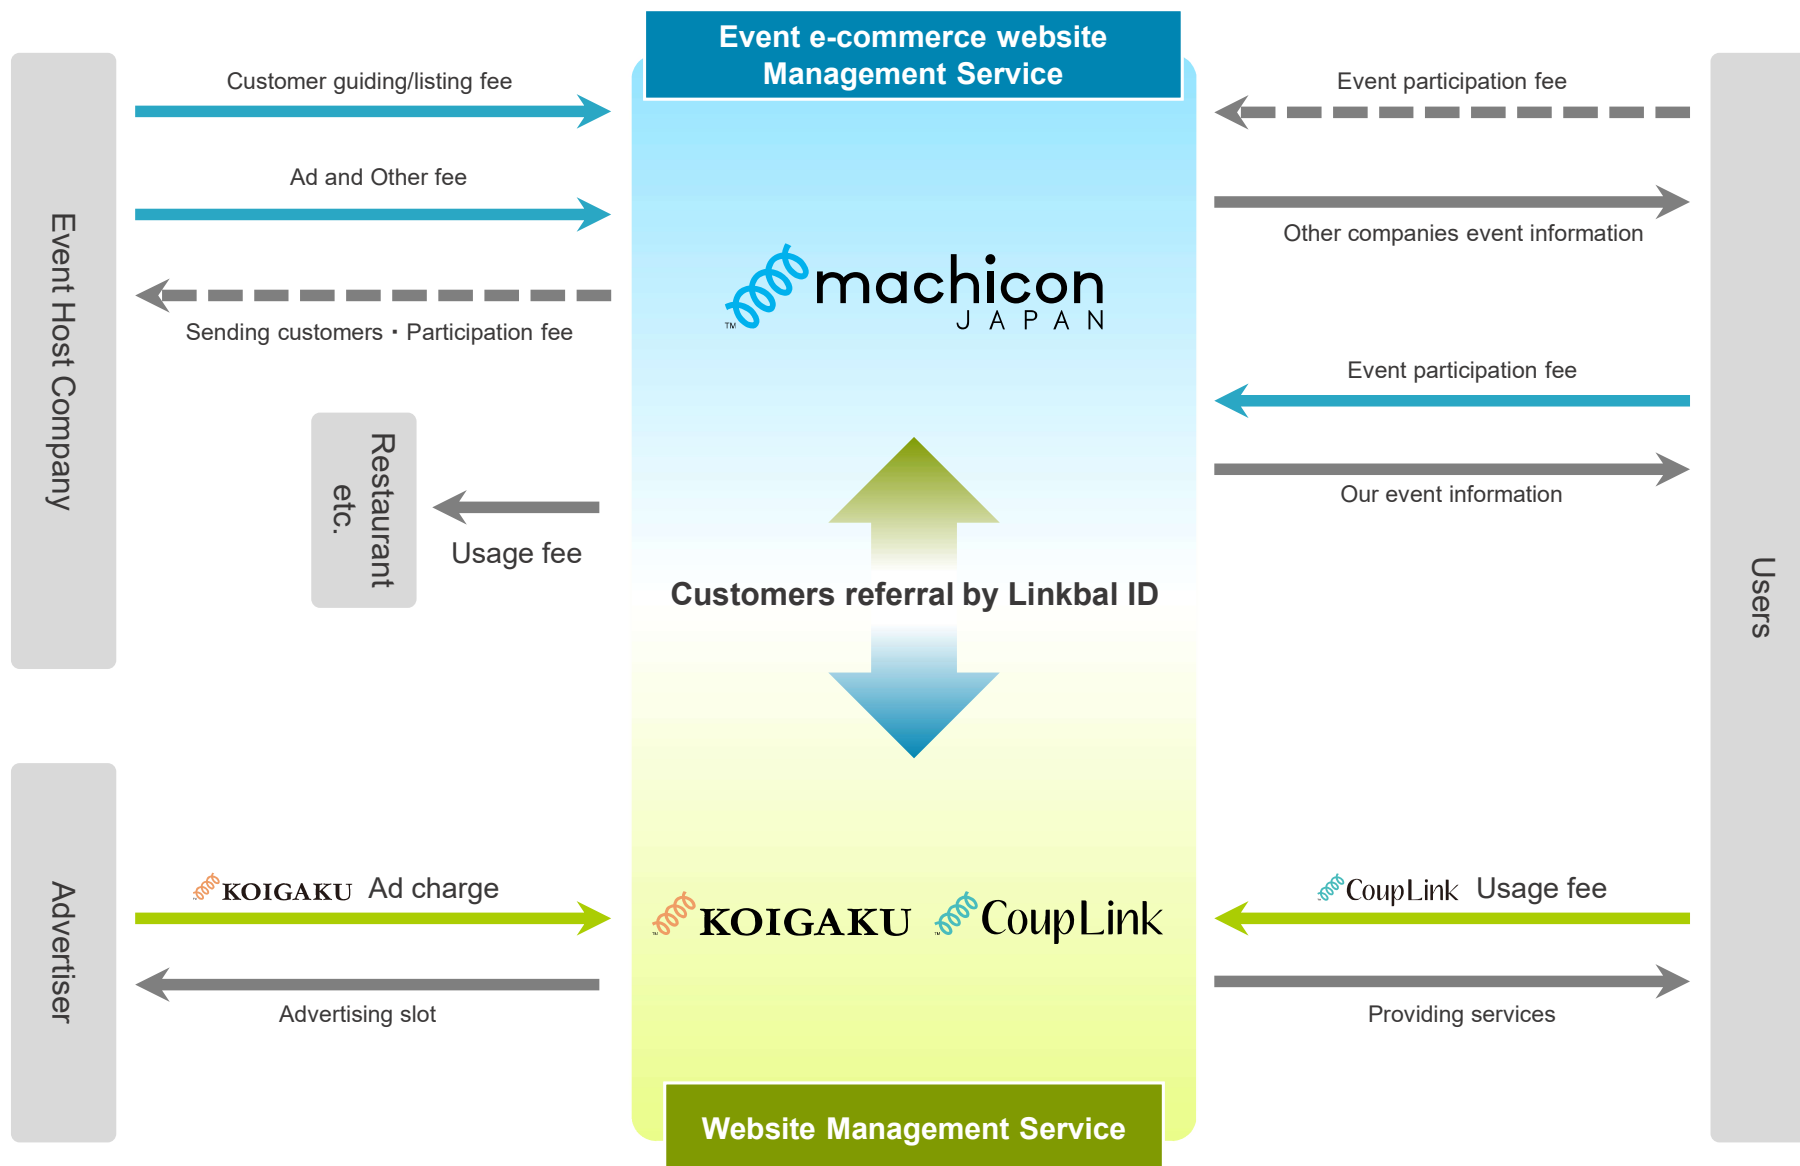 Event e-commerce website
Management Service
Customer guiding/listing fee
Ad and Other fee
Sending customers・Participation fee
Event Host Company
Restaurant
etc.
Usage fee
TM
machicon
JAPAN
Event participation fee
Other companies event information
Event participation fee
Our event information
Users
Customers referral by Linkbal ID
Advertiser
KOIGAKU Ad charge
Advertising slot
TM
KOIGAKU
TM
CoupLink
CoupLink Usage fee
Providing services
Website Management Service